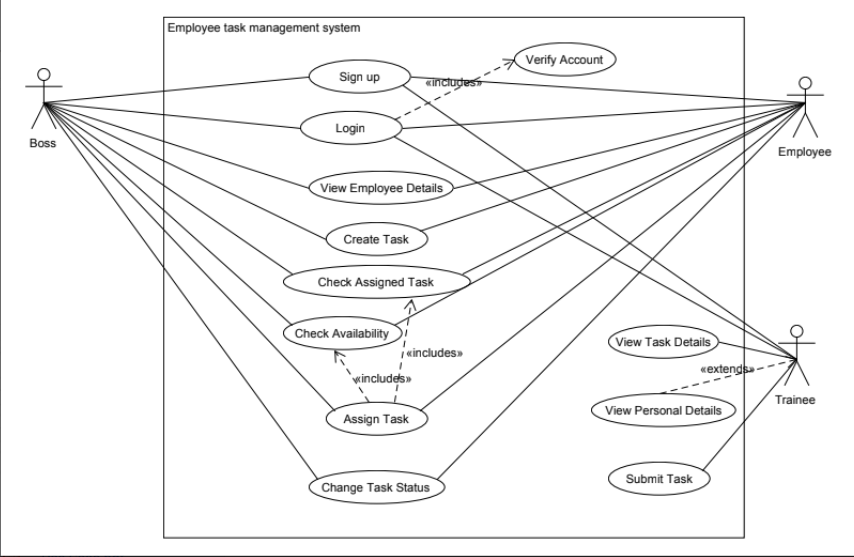 Employee task management system
Verify Account
Sign up
«includes»
Login
Boss
Employee
View Employee Details
Create Task
Check Assigned Task
Check Availability
View Task Details
«includes»
«extends»
«includes»
Trainee
View Personal Details
Assign Task
Submit Task
Change Task Status